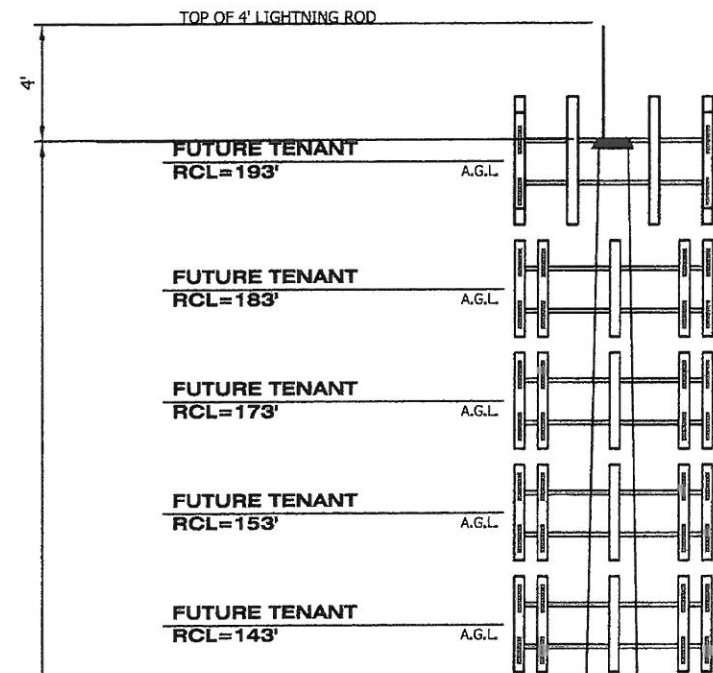 TOP OF 4' LIGHTNING ROD
4'
FUTURE TENANT
RCL=193' A.G.L.
FUTURE TENANT
RCL=183' A.G.L.
FUTURE TENANT
RCL=173' A.G.L.
FUTURE TENANT
RCL=153' A.G.L.
FUTURE TENANT
RCL=143' A.G.L.